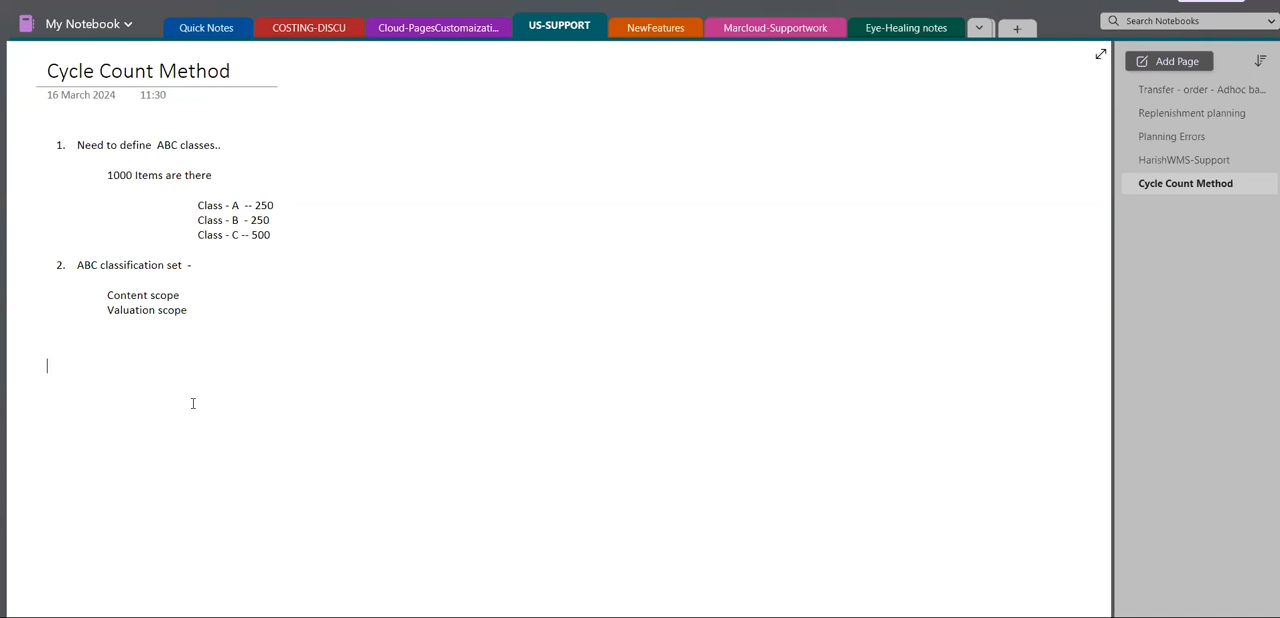 My Notebook
Quick Notes
COSTING-DISCU
Cloud-PagesCustomaizati...
US-SUPPORT
NewFeatures
Marcloud-Supportwork
Eye-Healing notes
+
Search Notebooks
Cycle Count Method
16 March 2024 11:30
1. Need to define ABC classes..
1000 Items are there
Class - A -- 250
Class - B - 250
Class - C -- 500
2. ABC classification set -
Content scope
Valuation scope
Add Page
Transfer - order - Adhoc ba...
Replenishment planning
Planning Errors
HarishWMS-Support
Cycle Count Method